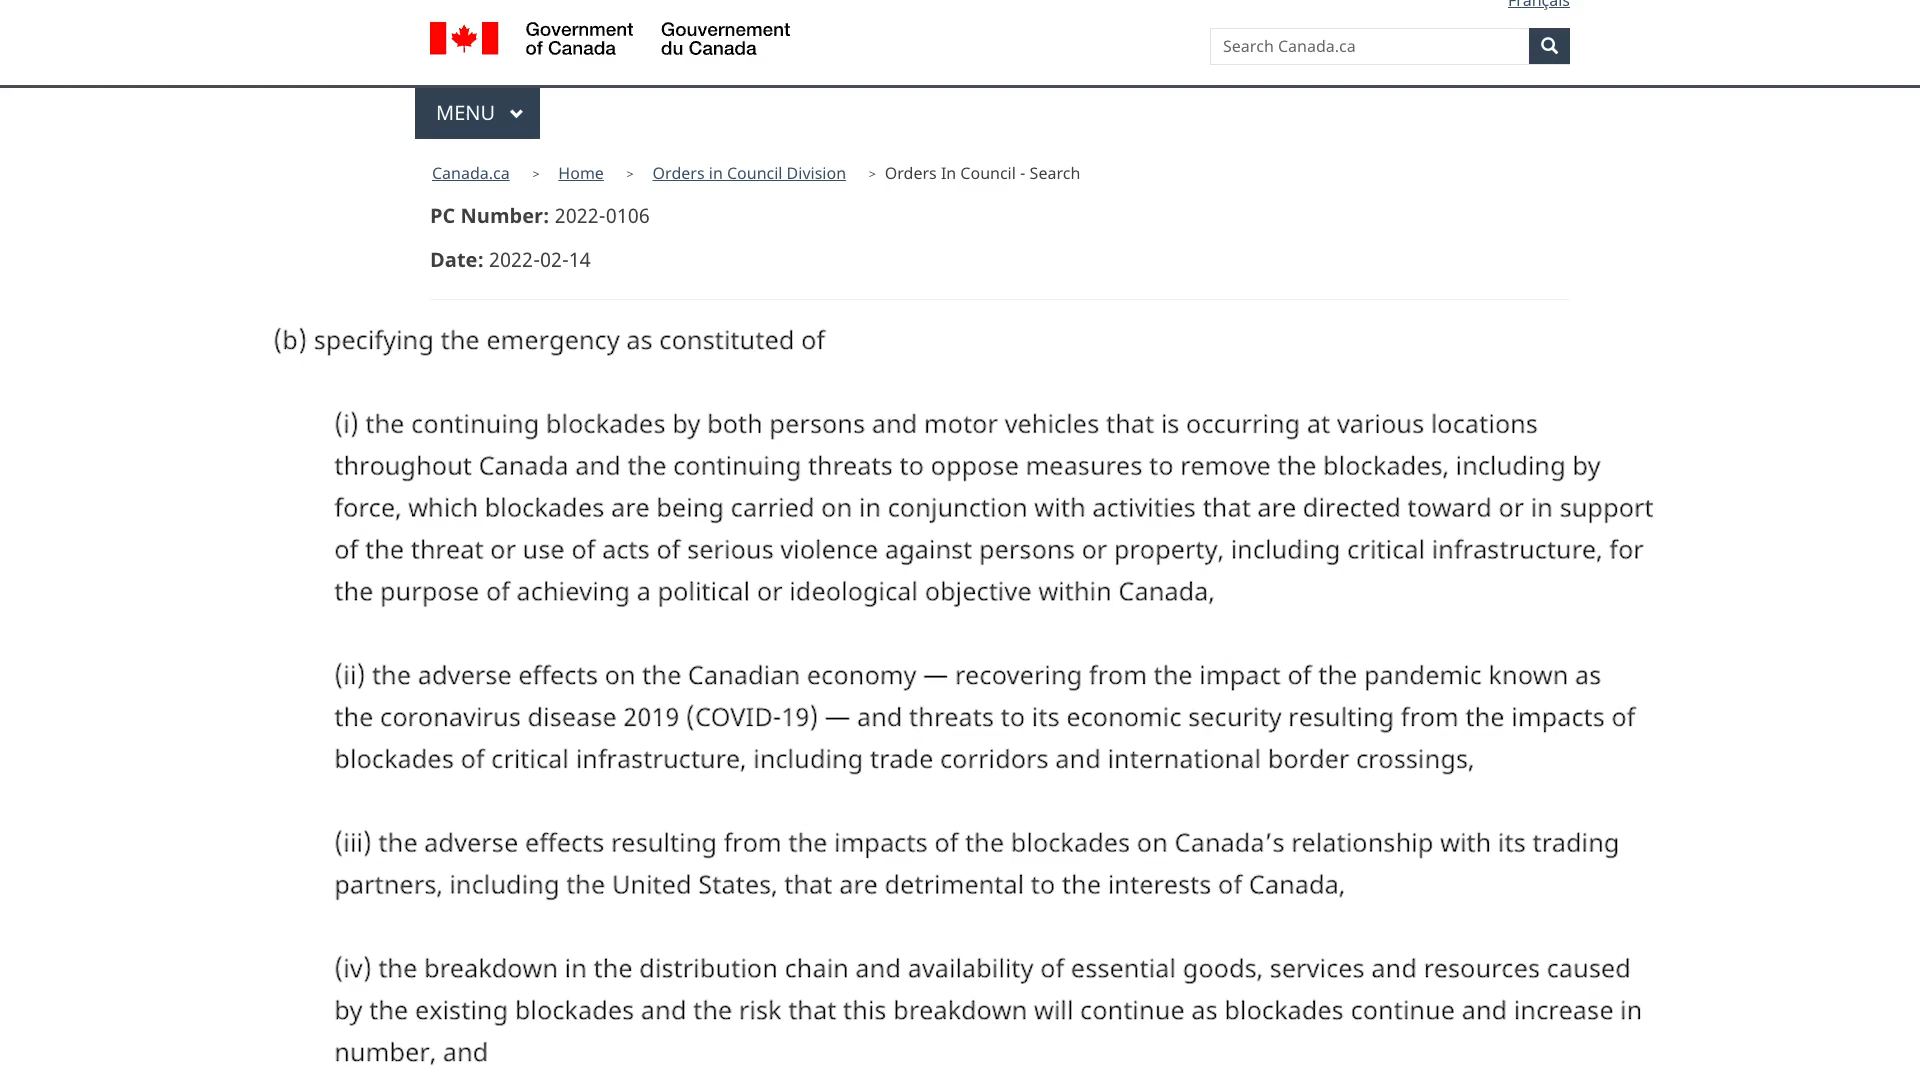 Français
Government of Canada
Gouvernement du Canada
Search Canada.ca
MENU
Canada.ca > Home > Orders in Council Division > Orders In Council - Search
PC Number: 2022-0106
Date: 2022-02-14
(b) specifying the emergency as constituted of
(i) the continuing blockades by both persons and motor vehicles that is occurring at various locations
throughout Canada and the continuing threats to oppose measures to remove the blockades, including by
force, which blockades are being carried on in conjunction with activities that are directed toward or in support
of the threat or use of acts of serious violence against persons or property, including critical infrastructure, for
the purpose of achieving a political or ideological objective within Canada,
(ii) the adverse effects on the Canadian economy — recovering from the impact of the pandemic known as
the coronavirus disease 2019 (COVID-19) — and threats to its economic security resulting from the impacts of
blockades of critical infrastructure, including trade corridors and international border crossings,
(iii) the adverse effects resulting from the impacts of the blockades on Canada’s relationship with its trading
partners, including the United States, that are detrimental to the interests of Canada,
(iv) the breakdown in the distribution chain and availability of essential goods, services and resources caused
by the existing blockades and the risk that this breakdown will continue as blockades continue and increase in
number, and